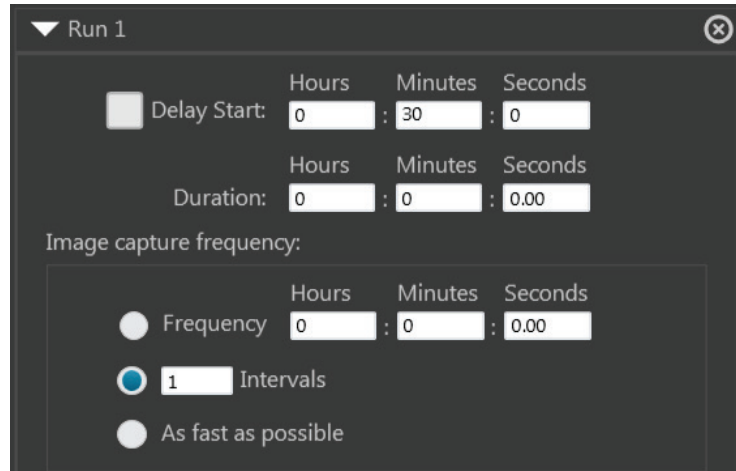 Run 1
Hours Minutes Seconds
Delay Start: 0 : 30 : 0
Hours Minutes Seconds
Duration: 0 : 0 : 0.00
Image capture frequency:
Hours Minutes Seconds
Frequency 0 : 0 : 0.00
1 Intervals
As fast as possible